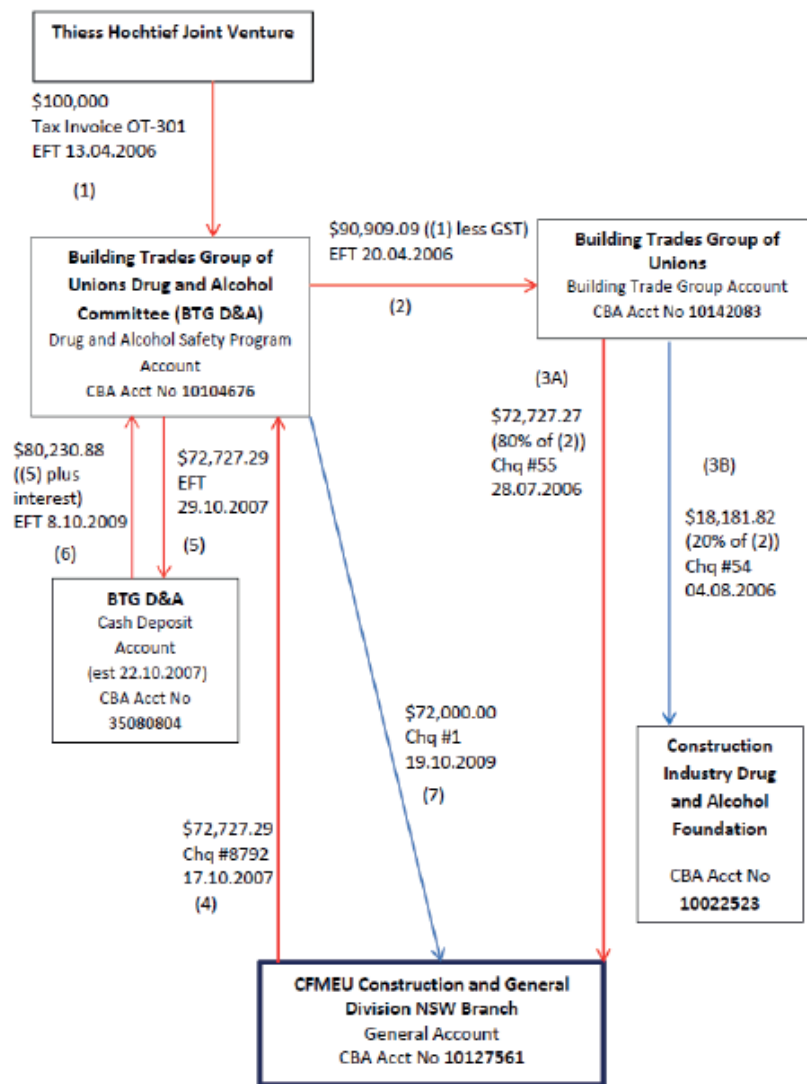 Thiess Hochtief Joint Venture
$100,000
Tax Invoice OT-301
EFT 13.04.2006
(1)
Building Trades Group of
Unions Drug and Alcohol
Committee (BTG D&A)
Drug and Alcohol Safety Program
Account
CBA Acct No 10104676
$90,909.09 ((1) less GST)
EFT 20.04.2006
(2)
Building Trades Group of
Unions
Building Trade Group Account
CBA Acct No 10142083
(3A)
$72,727.27
(80% of (2))
Chq #55
28.07.2006
(3B)
$18,181.82
(20% of (2))
Chq #54
04.08.2006
$80,230.88
((5) plus
interest)
EFT 8.10.2009
(6)
$72,727.29
EFT
29.10.2007
(5)
BTG D&A
Cash Deposit
Account
(est 22.10.2007)
CBA Acct No
35080804
$72,000.00
Chq #1
19.10.2009
(7)
Construction
Industry Drug
and Alcohol
Foundation
CBA Acct No
10022523
$72,727.29
Chq #8792
17.10.2007
(4)
CFMEU Construction and General
Division NSW Branch
General Account
CBA Acct No 10127561